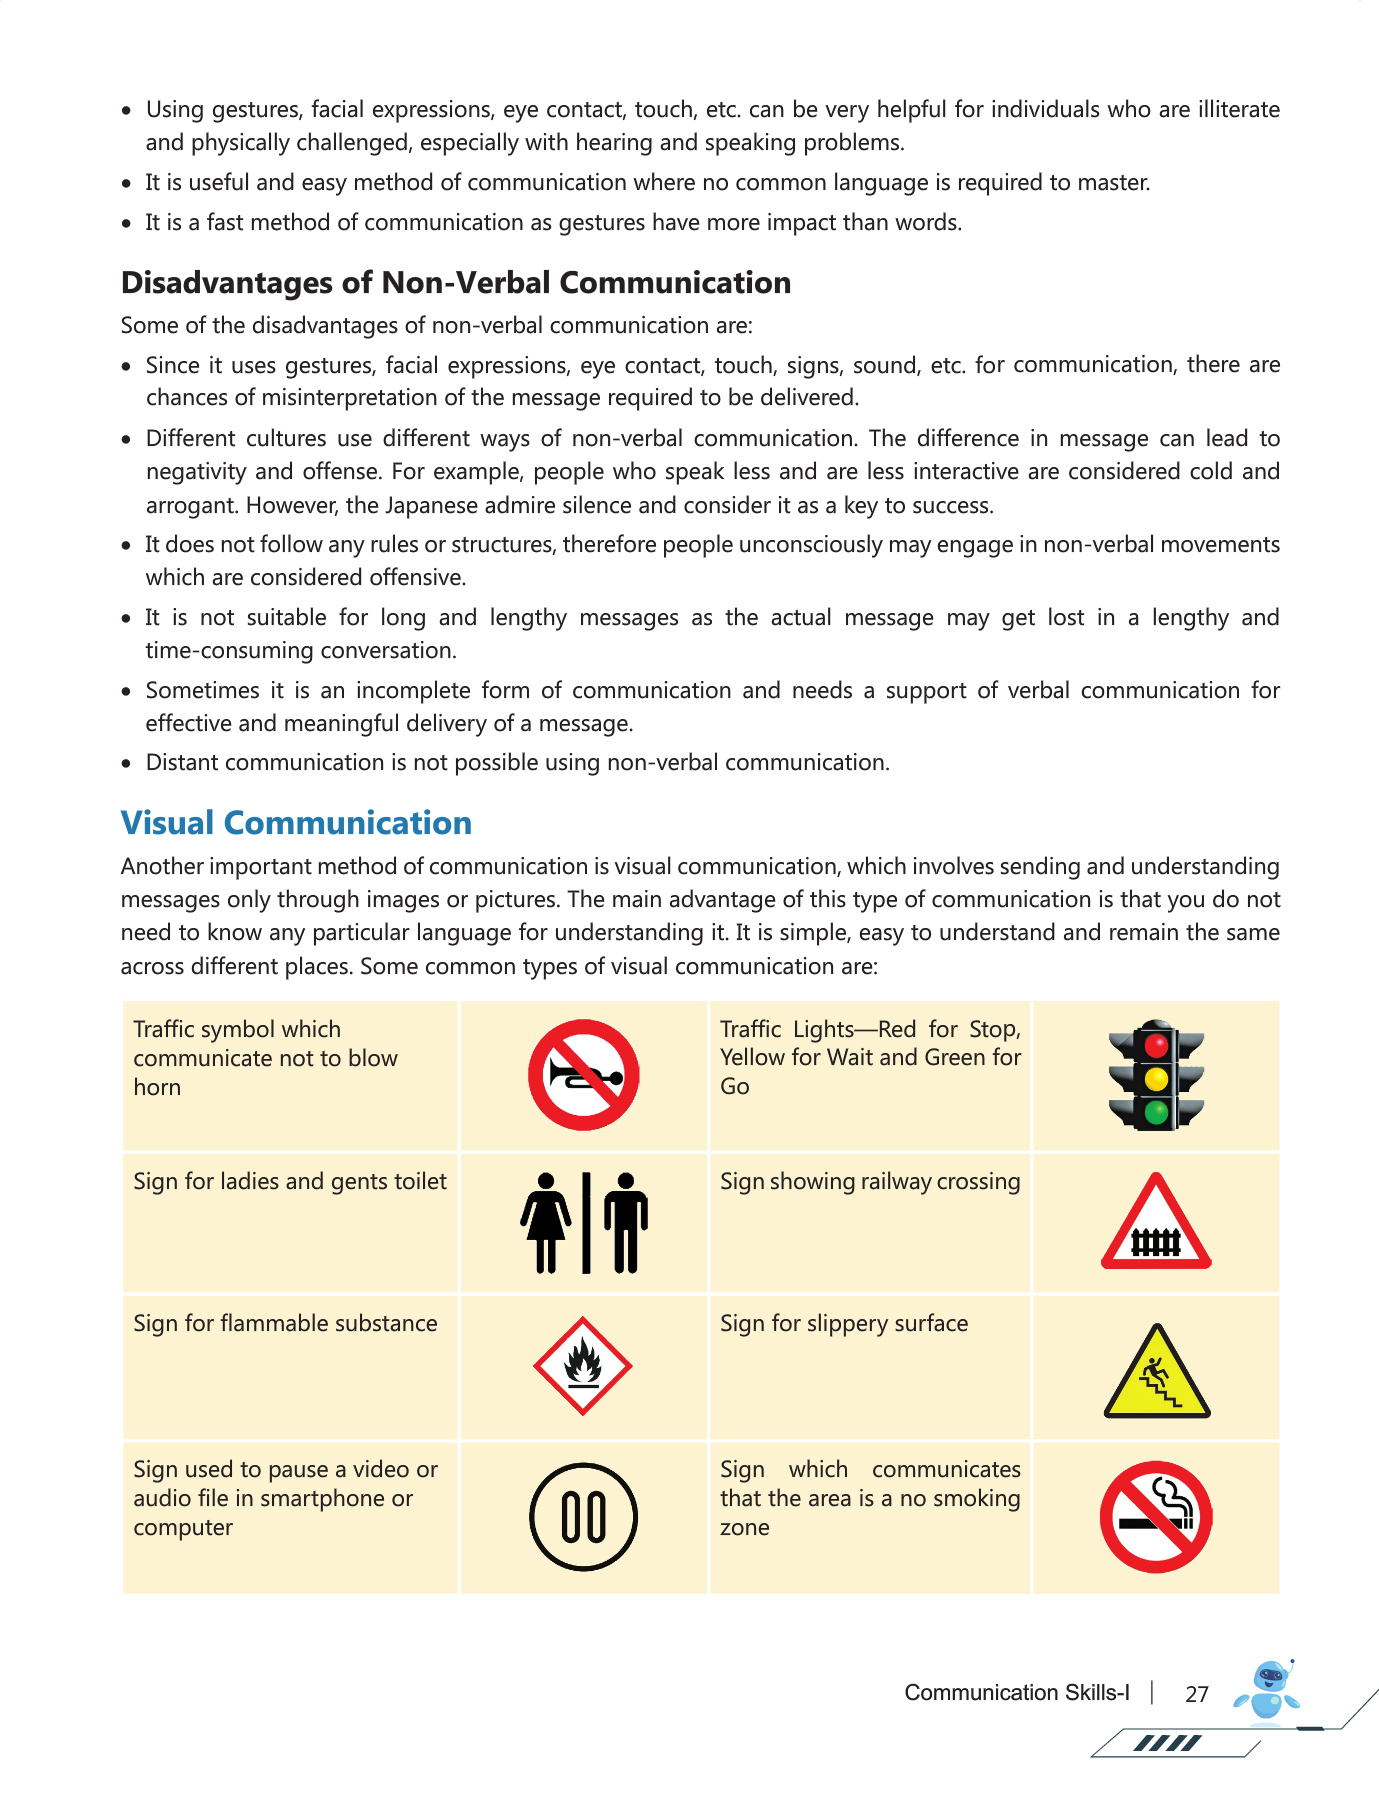 • Using gestures, facial expressions, eye contact, touch, etc. can be very helpful for individuals who are illiterate
and physically challenged, especially with hearing and speaking problems.
• It is useful and easy method of communication where no common language is required to master.
• It is a fast method of communication as gestures have more impact than words.
Disadvantages of Non-Verbal Communication
Some of the disadvantages of non-verbal communication are:
• Since it uses gestures, facial expressions, eye contact, touch, signs, sound, etc. for communication, there are
chances of misinterpretation of the message required to be delivered.
• Different cultures use different ways of non-verbal communication. The difference in message can lead to
negativity and offense. For example, people who speak less and are less interactive are considered cold and
arrogant. However, the Japanese admire silence and consider it as a key to success.
• It does not follow any rules or structures, therefore people unconsciously may engage in non-verbal movements
which are considered offensive.
• It is not suitable for long and lengthy messages as the actual message may get lost in a lengthy and
time-consuming conversation.
• Sometimes it is an incomplete form of communication and needs a support of verbal communication for
effective and meaningful delivery of a message.
• Distant communication is not possible using non-verbal communication.
Visual Communication
Another important method of communication is visual communication, which involves sending and understanding
messages only through images or pictures. The main advantage of this type of communication is that you do not
need to know any particular language for understanding it. It is simple, easy to understand and remain the same
across different places. Some common types of visual communication are:
Traffic symbol which
communicate not to blow
horn
Traffic Lights—Red for Stop,
Yellow for Wait and Green for
Go
Sign for ladies and gents toilet
Sign showing railway crossing
Sign for flammable substance
Sign for slippery surface
Sign used to pause a video or
audio file in smartphone or
computer
Sign which communicates
that the area is a no smoking
zone
Communication Skills-I | 27